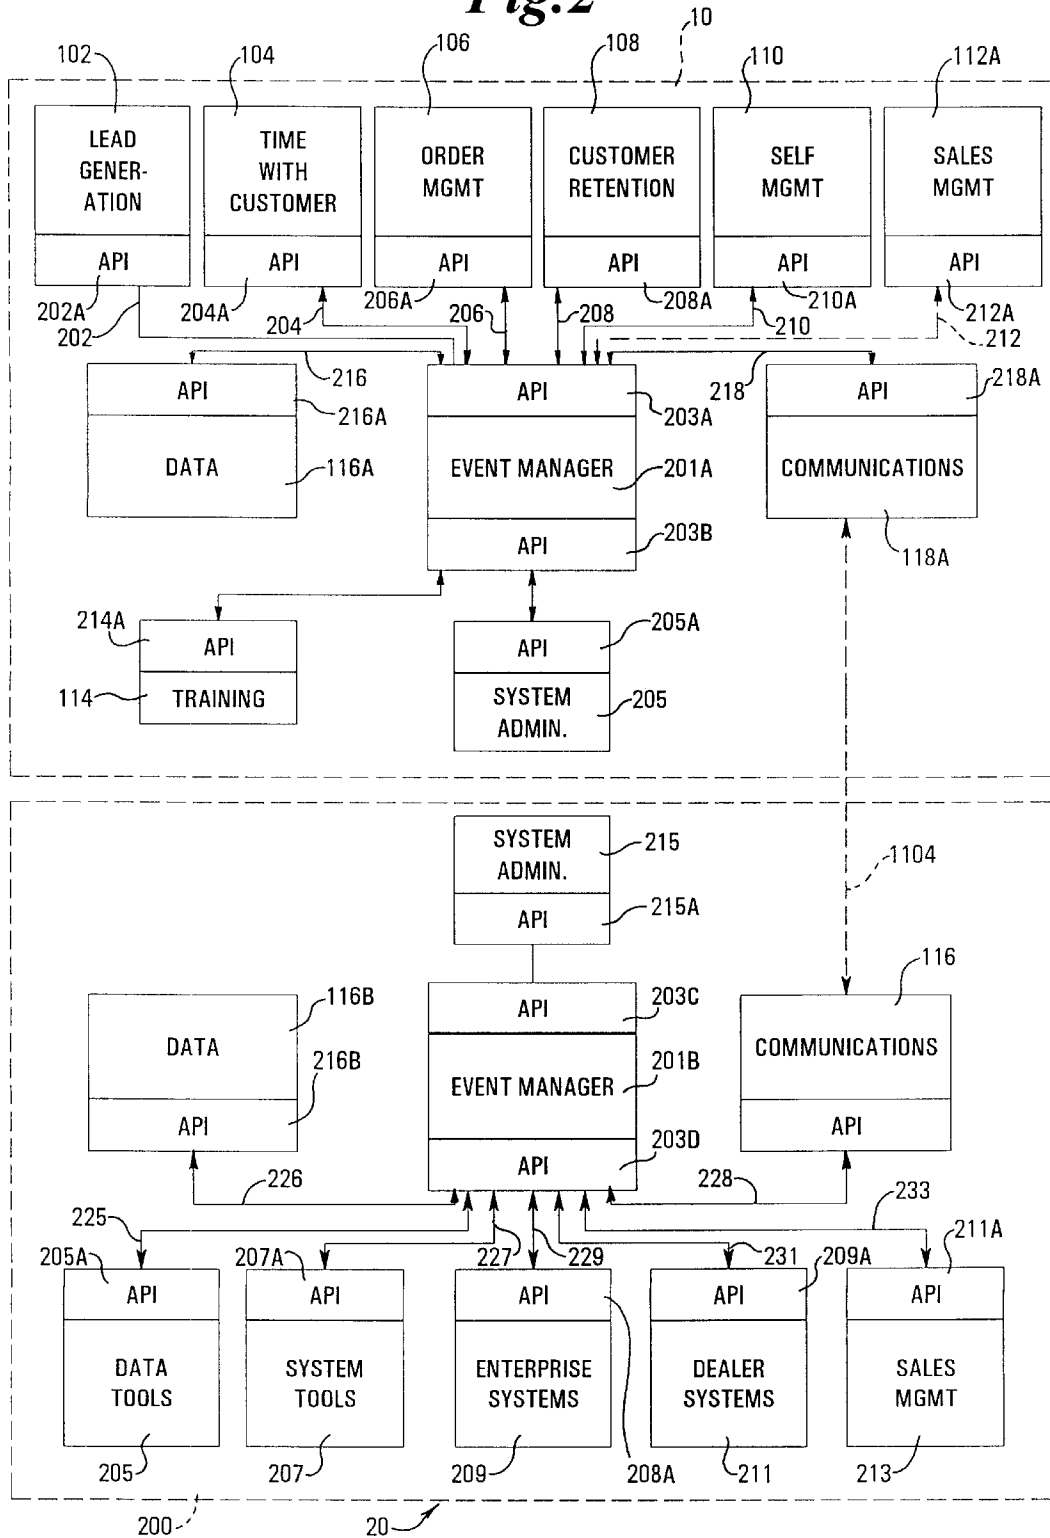 Fig.2
10
102
104
106
108
110
112A
LEAD
GENER-
ATION
TIME
WITH
CUSTOMER
ORDER
MGMT
CUSTOMER
RETENTION
SELF
MGMT
SALES
MGMT
API
API
API
API
API
API
202A
204A
206A
208A
210A
212A
202
204
206
208
210
212
216
218
API
216A
API
203A
API
218A
DATA
116A
EVENT MANAGER
201A
COMMUNICATIONS
API
203B
118A
214A
API
114
TRAINING
205A
API
SYSTEM
ADMIN.
205
SYSTEM
ADMIN.
215
1104
API
215A
116B
API
203C
116
DATA
EVENT MANAGER
201B
COMMUNICATIONS
216B
API
203D
API
API
226
228
225
227
229
231
233
205A
207A
209A
211A
API
API
API
API
API
DATA
TOOLS
SYSTEM
TOOLS
ENTERPRISE
SYSTEMS
DEALER
SYSTEMS
SALES
MGMT
205
207
209
208A
211
213
200
20